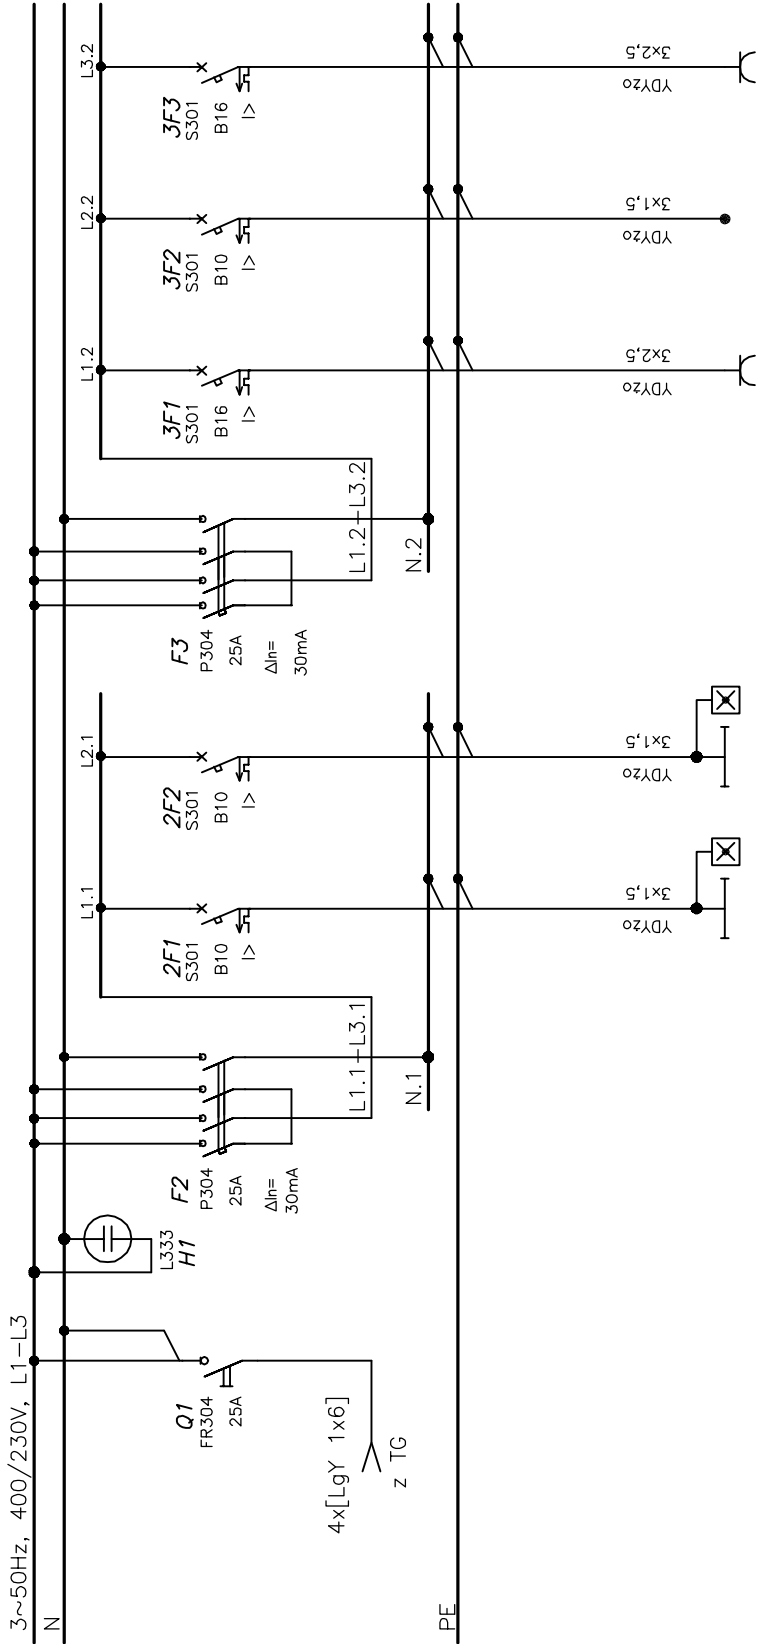 3~50Hz, 400/230V, L1-L3
N
PE
Q1
FR304
25A
4x[LgY 1x6]
z TG
L333
H1
F2
P304
25A
ΔIn=
30mA
L1.1-L3.1
N.1
L1.1
2F1
S301
B10
I>
YDYżo
3x1,5
L2.1
2F2
S301
B10
I>
YDYżo
3x1,5
F3
P304
25A
ΔIn=
30mA
L1.2-L3.2
N.2
L1.2
3F1
S301
B16
I>
YDYżo
3x2,5
L2.2
3F2
S301
B10
I>
YDYżo
3x1,5
L3.2
3F3
S301
B16
I>
YDYżo
3x2,5